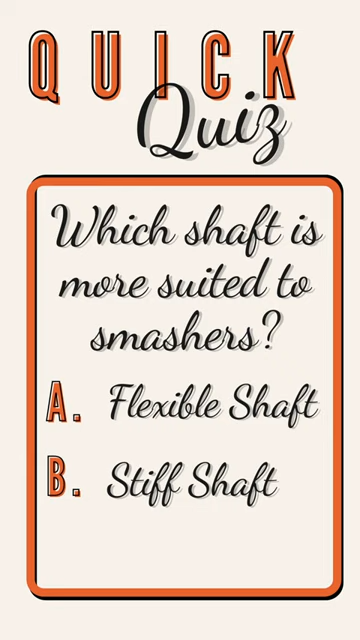 QUICK
Quiz
Which shaft is
more suited to
smashers?
A. Flexible Shaft
B. Stiff Shaft